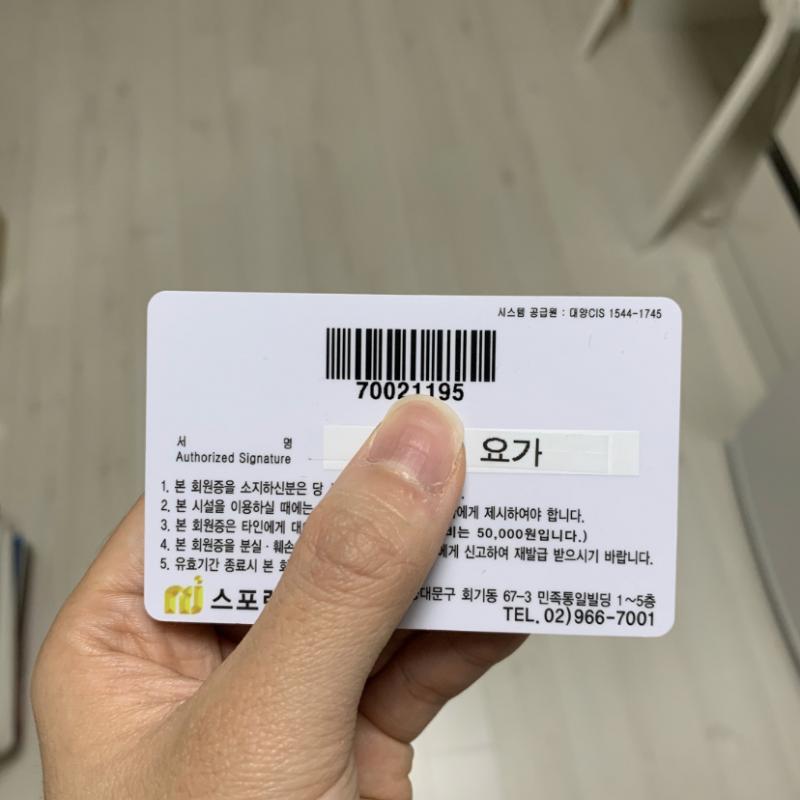 시스템 공급원 : 대양CIS 1544-1745
70021195
서 명
Authorized Signature
요가
1. 본 회원증을 소지하신분은 당
2. 본 시설을 이용하실 때에는 에게 제시하여야 합니다.
3. 본 회원증은 타인에게 비는 50,000원입니다.)
4. 본 회원증을 분실·훼손 에게 신고하여 재발급 받으시기 바랍니다.
5. 유효기간 종료시 본
mj 스포 동대문구 회기동 67-3 민족통일빌딩 1~5층
TEL. 02)966-7001